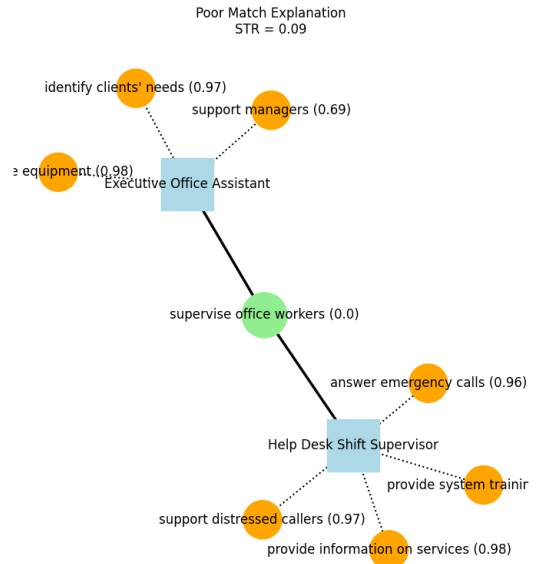 Poor Match Explanation
STR = 0.09
identify clients' needs (0.97)
support managers (0.69)
e equipment (0.98)
Executive Office Assistant
supervise office workers (0.0)
answer emergency calls (0.96)
Help Desk Shift Supervisor
provide system
support distressed callers (0.97)
provide information on services (0.98)